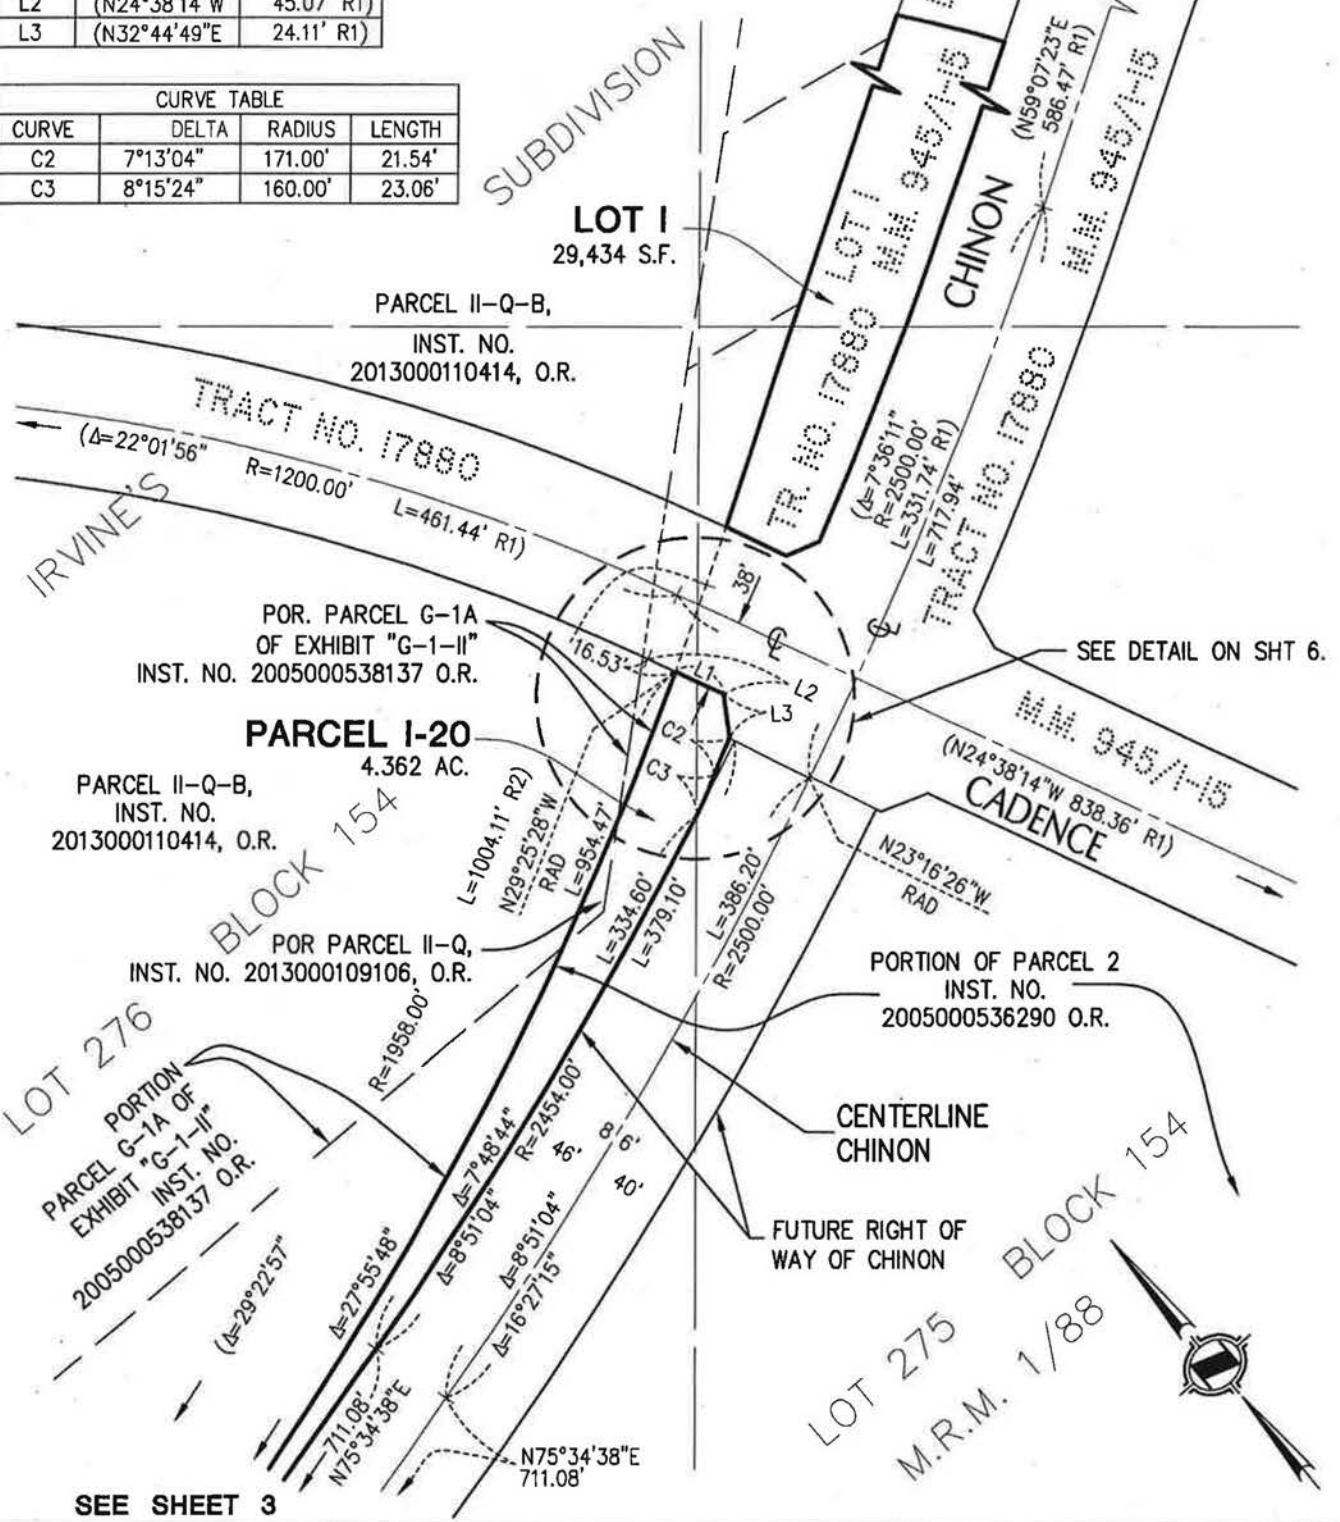 L2 (N24°38'14"W 45.07' R1)
L3 (N32°44'49"E 24.11' R1)
CURVE TABLE
CURVE DELTA RADIUS LENGTH
C2 7°13'04" 171.00' 21.54'
C3 8°15'24" 160.00' 23.06'
SUBDIVISION
LOT I
29,434 S.F.
TR. NO. 17880 LOT I
M.M. 945/1-15
CHINON
(N59°07'23"E
586.47' R1)
M.M. 945/1-15
PARCEL II-Q-B,
INST. NO.
2013000110414, O.R.
TRACT NO. 17880
(Δ=22°01'56"
R=1200.00'
L=461.44' R1)
IRVINE'S
(Δ=7°36'11"
R=2500.00'
L=331.74' R1)
L=717.94'
TRACT NO. 17880
38'
℄
℄
POR. PARCEL G-1A
OF EXHIBIT "G-1-II"
INST. NO. 2005000538137 O.R.
16.53'
L1
L2
L3
C2
C3
SEE DETAIL ON SHT 6.
PARCEL I-20
4.362 AC.
M.M. 945/1-15
(N24°38'14"W 838.36' R1)
CADENCE
PARCEL II-Q-B,
INST. NO.
2013000110414, O.R.
BLOCK 154
L=1004.11' R2)
N29°25'28"W
RAD
L=954.47'
L=334.60'
L=379.10'
L=386.20'
R=2500.00'
N23°16'26"W
RAD
POR PARCEL II-Q,
INST. NO. 2013000109106, O.R.
PORTION OF PARCEL 2
INST. NO.
2005000536290 O.R.
LOT 276
R=1958.00'
PORTION
PARCEL G-1A OF
EXHIBIT "G-1-II"
INST. NO.
2005000538137 O.R.
Δ=7°48'44"
R=2454.00'
Δ=8°51'04"
46'
86'
40'
CENTERLINE
CHINON
FUTURE RIGHT OF
WAY OF CHINON
BLOCK 154
LOT 275
M.R.M. 1/88
(Δ=29°22'57"
Δ=27°55'48"
Δ=8°51'04"
Δ=16°27'15"
711.08'
N75°34'38"E
N75°34'38"E
711.08'
SEE SHEET 3